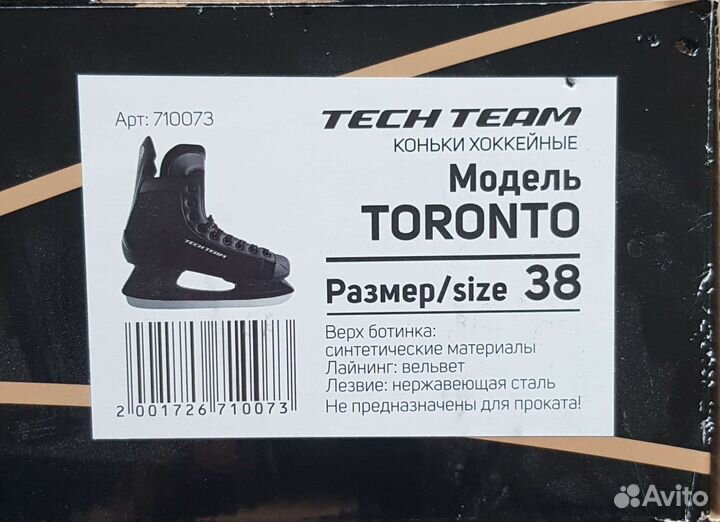 Арт: 710073
TECH TEAM
КОНЬКИ ХОККЕЙНЫЕ
Модель
TORONTO
TECH TEAM
Размер/size 38
Верх ботинка:
синтетические материалы
Лайнинг: вельвет
Лезвие: нержавеющая сталь
Не предназначены для проката!
2 001726 710073
Avito